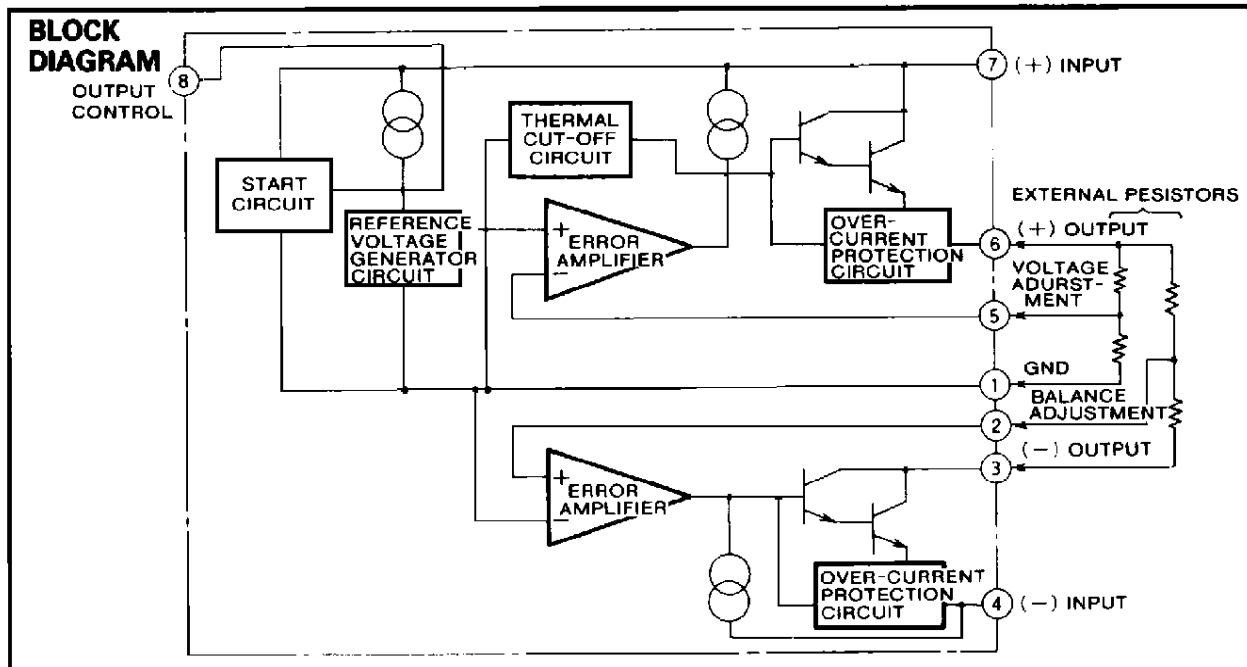 BLOCK
DIAGRAM
8
OUTPUT
CONTROL
7
(+) INPUT
THERMAL
CUT-OFF
CIRCUIT
START
CIRCUIT
REFERENCE
VOLTAGE
GENERATOR
CIRCUIT
+
ERROR
AMPLIFIER
−
OVER-
CURRENT
PROTECTION
CIRCUIT
EXTERNAL PESISTORS
(+) OUTPUT
6
VOLTAGE
ADURST-
MENT
5
GND
1
BALANCE
ADJUSTMENT
2
(−) OUTPUT
3
+
ERROR
AMPLIFIER
−
OVER-CURRENT
PROTECTION
CIRCUIT
4
(−) INPUT